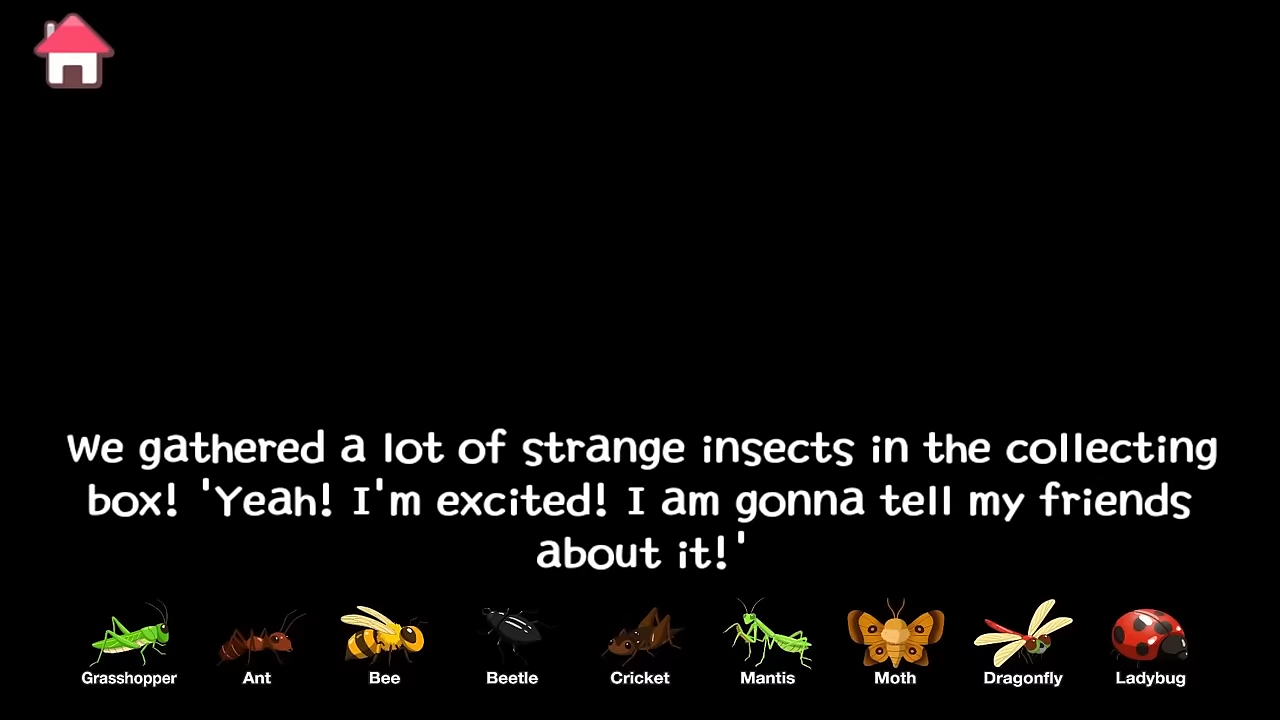 We gathered a lot of strange insects in the collecting
box! 'Yeah! I'm excited! I am gonna tell my friends
about it!'
Grasshopper Ant Bee Beetle Cricket Mantis Moth Dragonfly Ladybug